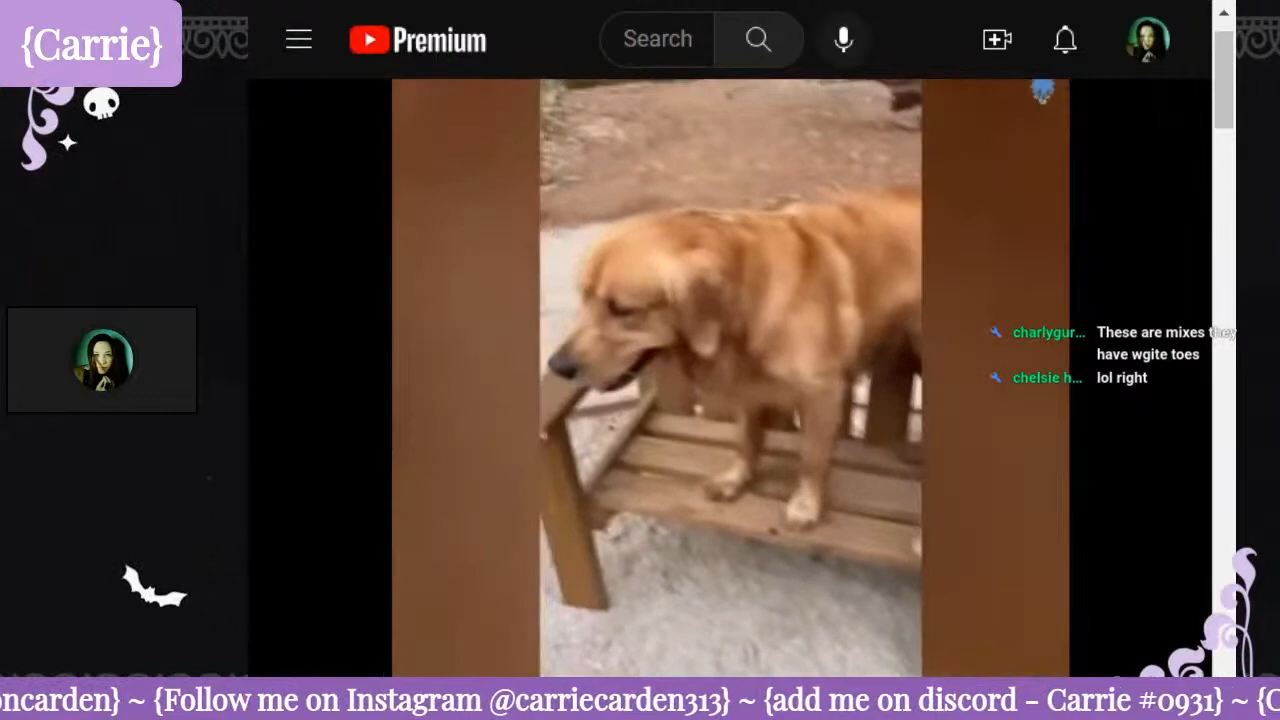 {Carrie}
Premium
Search
charlygur... These are mixes they
have wgite toes
chelsie h... lol right
oncarden} ~ {Follow me on Instagram @carriecarden313} ~ {add me on discord - Carrie #0931} ~ {C